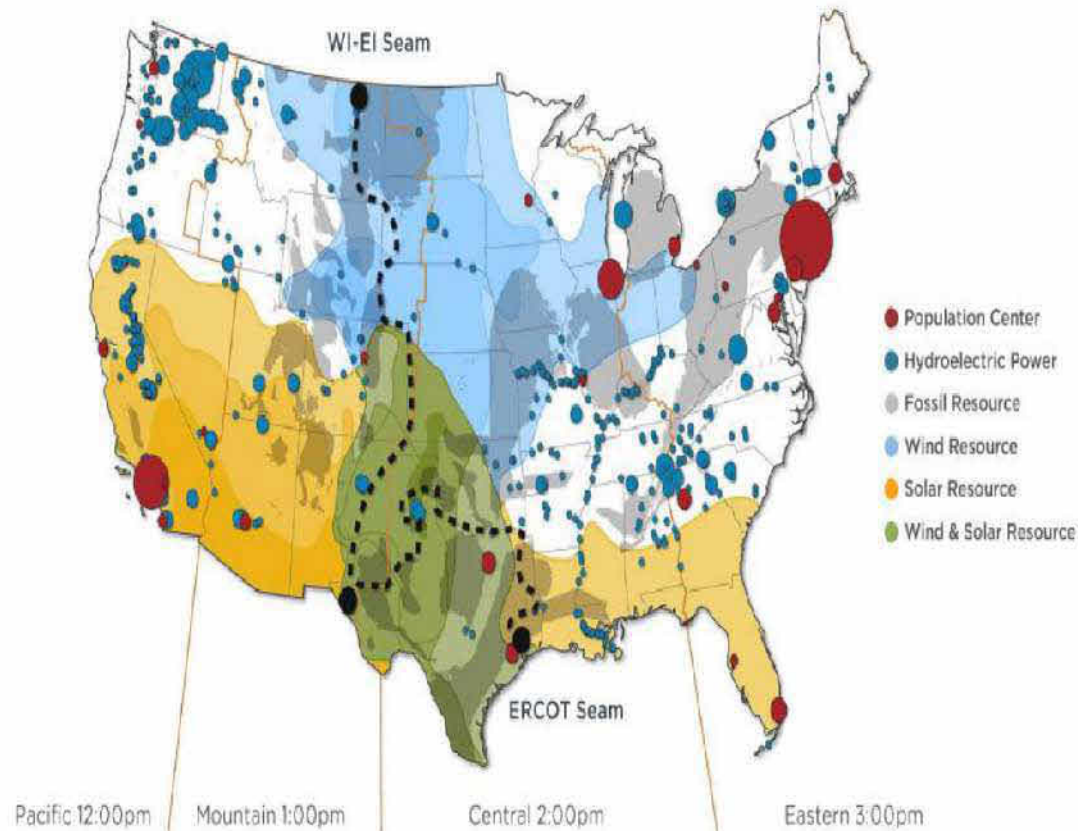 WI-EI Seam
Population Center
Hydroelectric Power
Fossil Resource
Wind Resource
Solar Resource
Wind & Solar Resource
ERCOT Seam
Pacific 12:00pm
Mountain 1:00pm
Central 2:00pm
Eastern 3:00pm